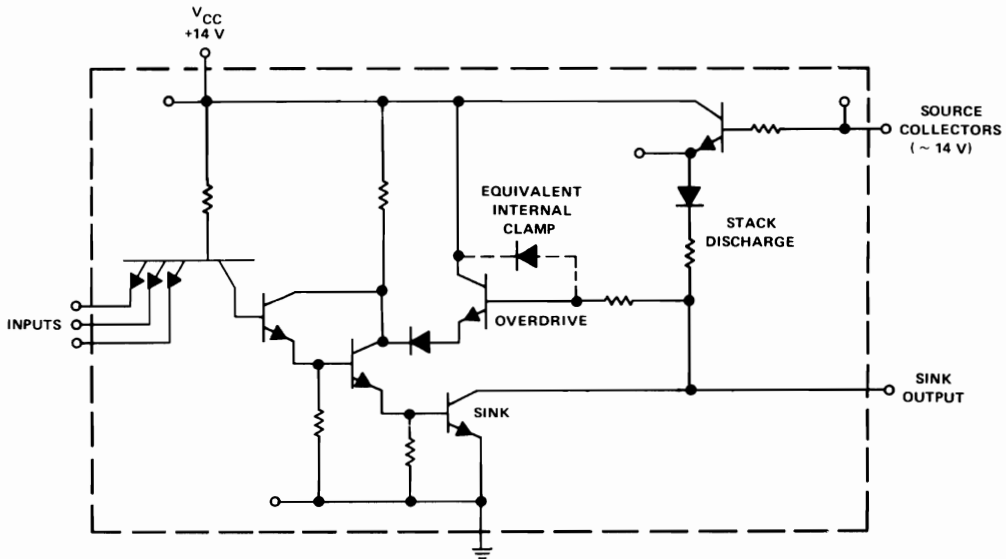 VCC
+14 V
SOURCE
COLLECTORS
(~ 14 V)
EQUIVALENT
INTERNAL
CLAMP
STACK
DISCHARGE
INPUTS
OVERDRIVE
SINK
OUTPUT
SINK